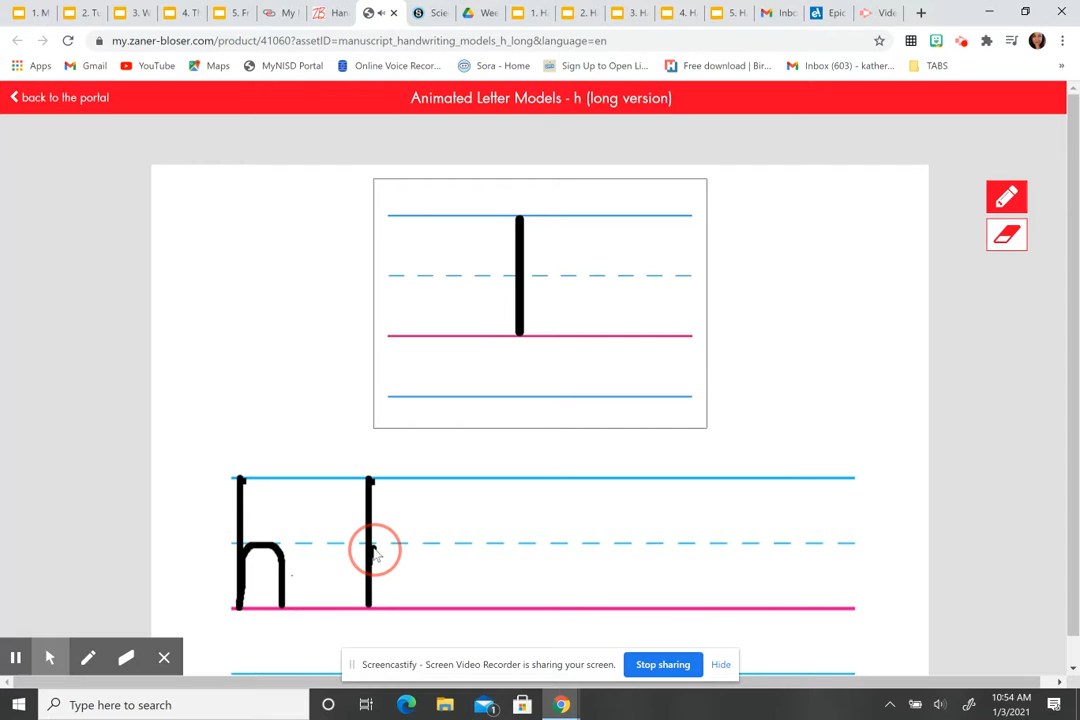 1. M 2. Tu 3. W 4. Th 5. Fr My I Han Scie Wee 1. H 2. H 3. H 4. H 5. H Inbo Epic Vide
my.zaner-bloser.com/product/41060?assetID=manuscript_handwriting_models_h_long&language=en
Apps Gmail YouTube Maps MyNISD Portal Online Voice Recor... Sora - Home Sign Up to Open Li... Free download | Bir... Inbox (603) - kather... TABS »
back to the portal Animated Letter Models - h (long version)
h
Screencastify - Screen Video Recorder is sharing your screen. Stop sharing Hide
Type here to search 1 10:54 AM
1/3/2021